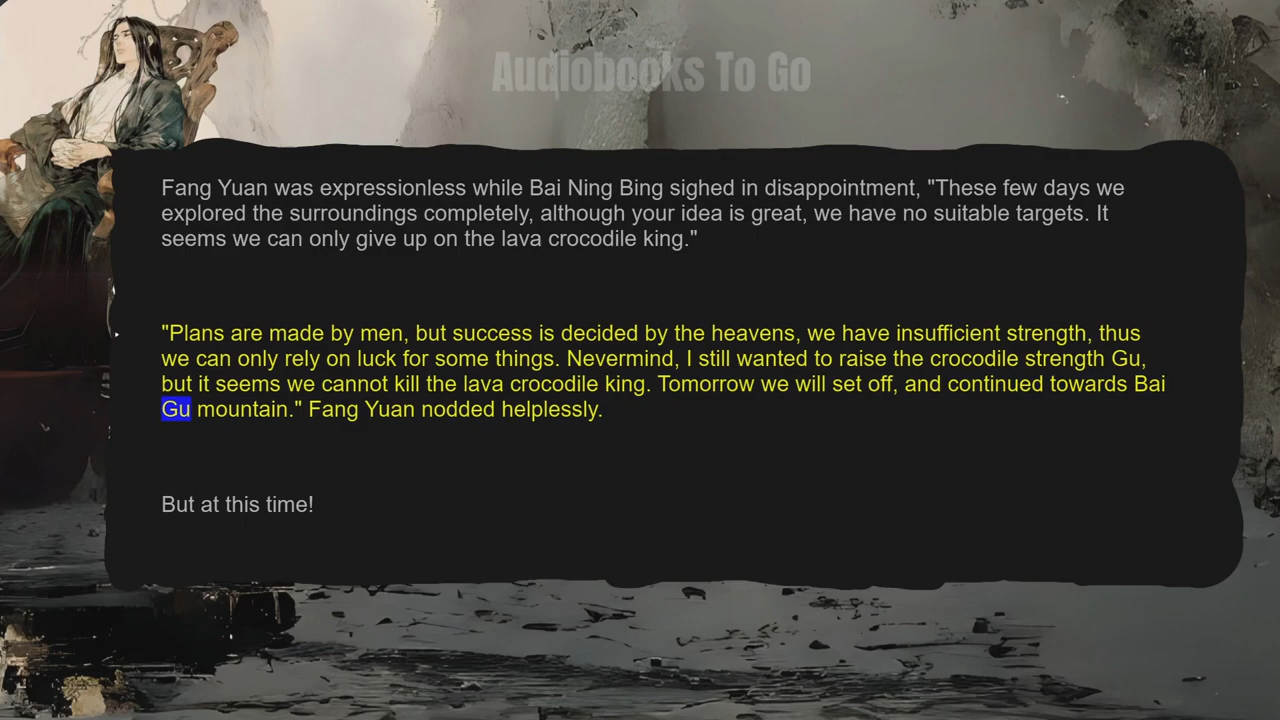 Audiobooks To Go
Fang Yuan was expressionless while Bai Ning Bing sighed in disappointment, "These few days we
explored the surroundings completely, although your idea is great, we have no suitable targets. It
seems we can only give up on the lava crocodile king."
"Plans are made by men, but success is decided by the heavens, we have insufficient strength, thus
we can only rely on luck for some things. Nevermind, I still wanted to raise the crocodile strength Gu,
but it seems we cannot kill the lava crocodile king. Tomorrow we will set off, and continued towards Bai
Gu mountain." Fang Yuan nodded helplessly.
But at this time!